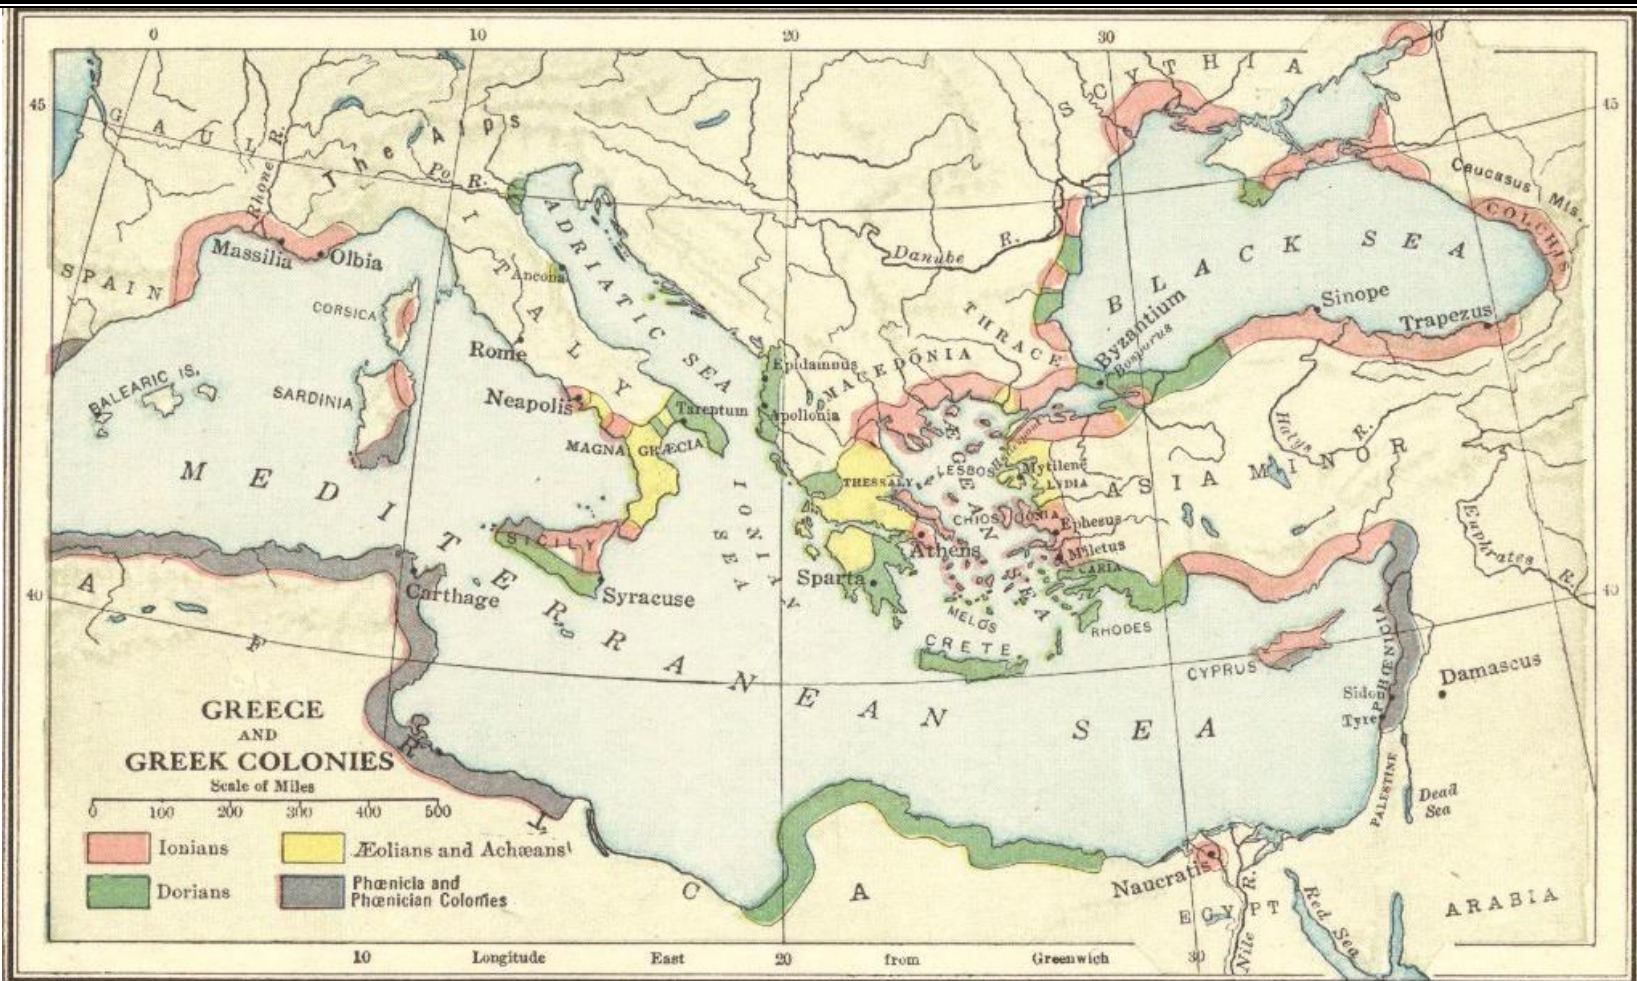 0
10
20
30
40
45
45
40
40
GAUL
The Alps
Rhone R.
Po R.
ITALY
SPAIN
Massilia
Olbia
CORSICA
BALEARIC IS.
SARDINIA
Ancona
ADRIATIC SEA
Rome
Neapolis
MAGNA GRÆCIA
Tarentum
Epidamnus
Apollonia
MACEDONIA
THRACE
Danube R.
SCYTHIA
Caucasus Mts.
COLCHIS
BLACK SEA
Byzantium
Bosporus
Sinope
Trapezus
Halys R.
ASIA MINOR
Hellespont
ÆGEAN SEA
LESBOS
Mytilene
LYDIA
THESSALY
CHIOS
IONIA
Ephesus
Miletus
CARIA
Athens
Sparta
MELOS
CRETE
RHODES
CYPRUS
Euphrates R.
IONIAN SEA
SICILY
Syracuse
Carthage
MEDITERRANEAN SEA
AFRICA
PHŒNICIA
Sidon
Tyre
Damascus
PALESTINE
Dead Sea
Naucratis
EGYPT
Nile R.
Red Sea
ARABIA
GREECE
AND
GREEK COLONIES
Scale of Miles
0 100 200 300 400 500
Ionians
Æolians and Achæans
Dorians
Phœnicia and
Phœnician Colonies
10 Longitude East 20 from Greenwich 30